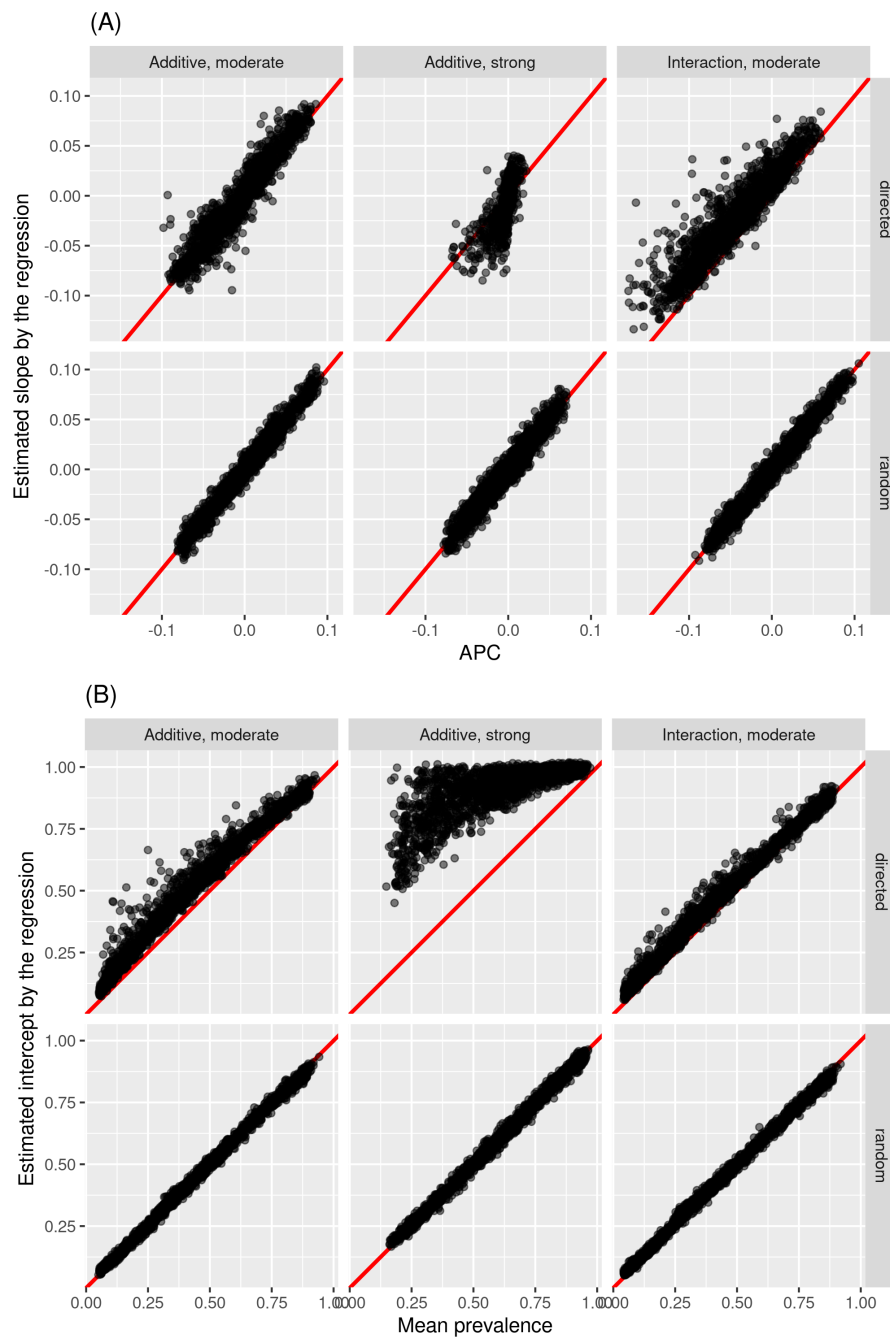 (A)
Additive, moderate
Additive, strong
Interaction, moderate
0.10
0.05
0.00
-0.05
-0.10
directed
0.10
0.05
0.00
-0.05
-0.10
random
Estimated slope by the regression
-0.1 0.0 0.1
-0.1 0.0 0.1
-0.1 0.0 0.1
APC
(B)
Additive, moderate
Additive, strong
Interaction, moderate
1.00
0.75
0.50
0.25
directed
1.00
0.75
0.50
0.25
random
Estimated intercept by the regression
0.00 0.25 0.50 0.75 1.00
0.00 0.25 0.50 0.75 1.00
0.00 0.25 0.50 0.75 1.00
Mean prevalence